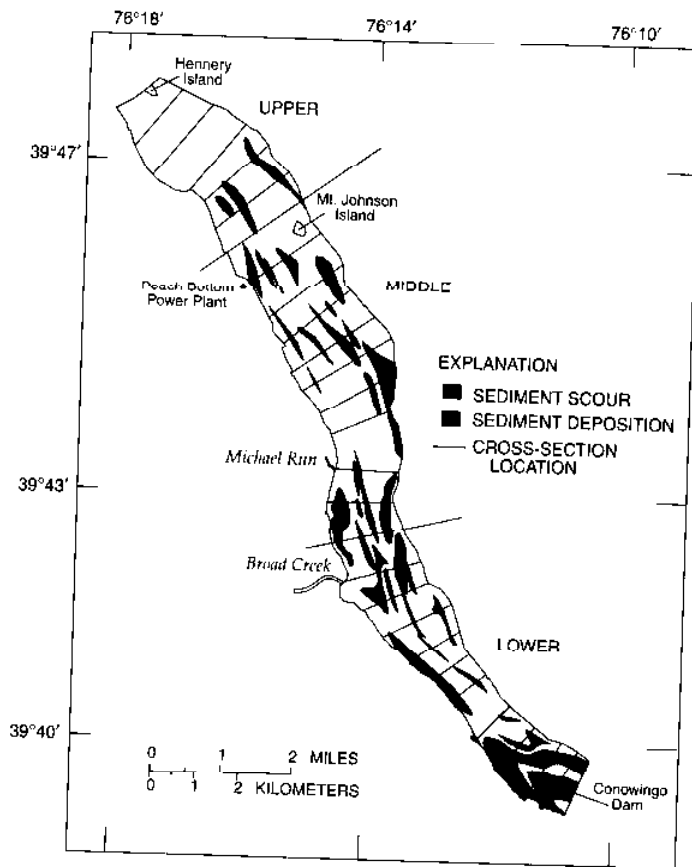 76°18′
76°14′
76°10′
Hennery
Island
UPPER
39°47′
Mt. Johnson
Island
Peach Bottom
Power Plant
MIDDLE
EXPLANATION
SEDIMENT SCOUR
SEDIMENT DEPOSITION
CROSS-SECTION
LOCATION
Michael Run
39°43′
Broad Creek
LOWER
39°40′
0 1 2 MILES
0 1 2 KILOMETERS
Conowingo
Dam